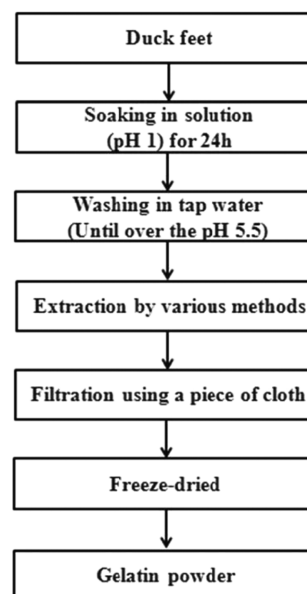 Duck feet
Soaking in solution
(pH 1) for 24h
Washing in tap water
(Until over the pH 5.5)
Extraction by various methods
Filtration using a piece of cloth
Freeze-dried
Gelatin powder